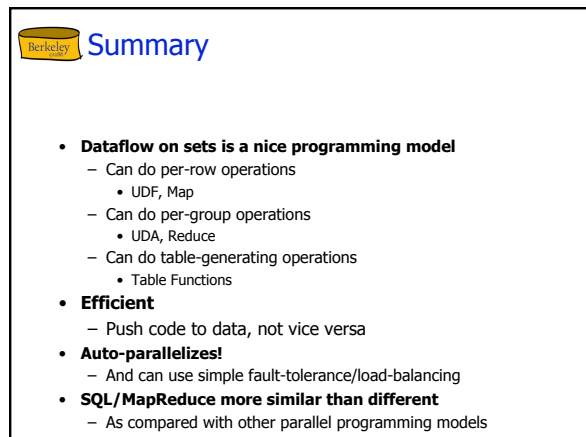 Berkeley
Summary
• Dataflow on sets is a nice programming model
– Can do per-row operations
• UDF, Map
– Can do per-group operations
• UDA, Reduce
– Can do table-generating operations
• Table Functions
• Efficient
– Push code to data, not vice versa
• Auto-parallelizes!
– And can use simple fault-tolerance/load-balancing
• SQL/MapReduce more similar than different
– As compared with other parallel programming models